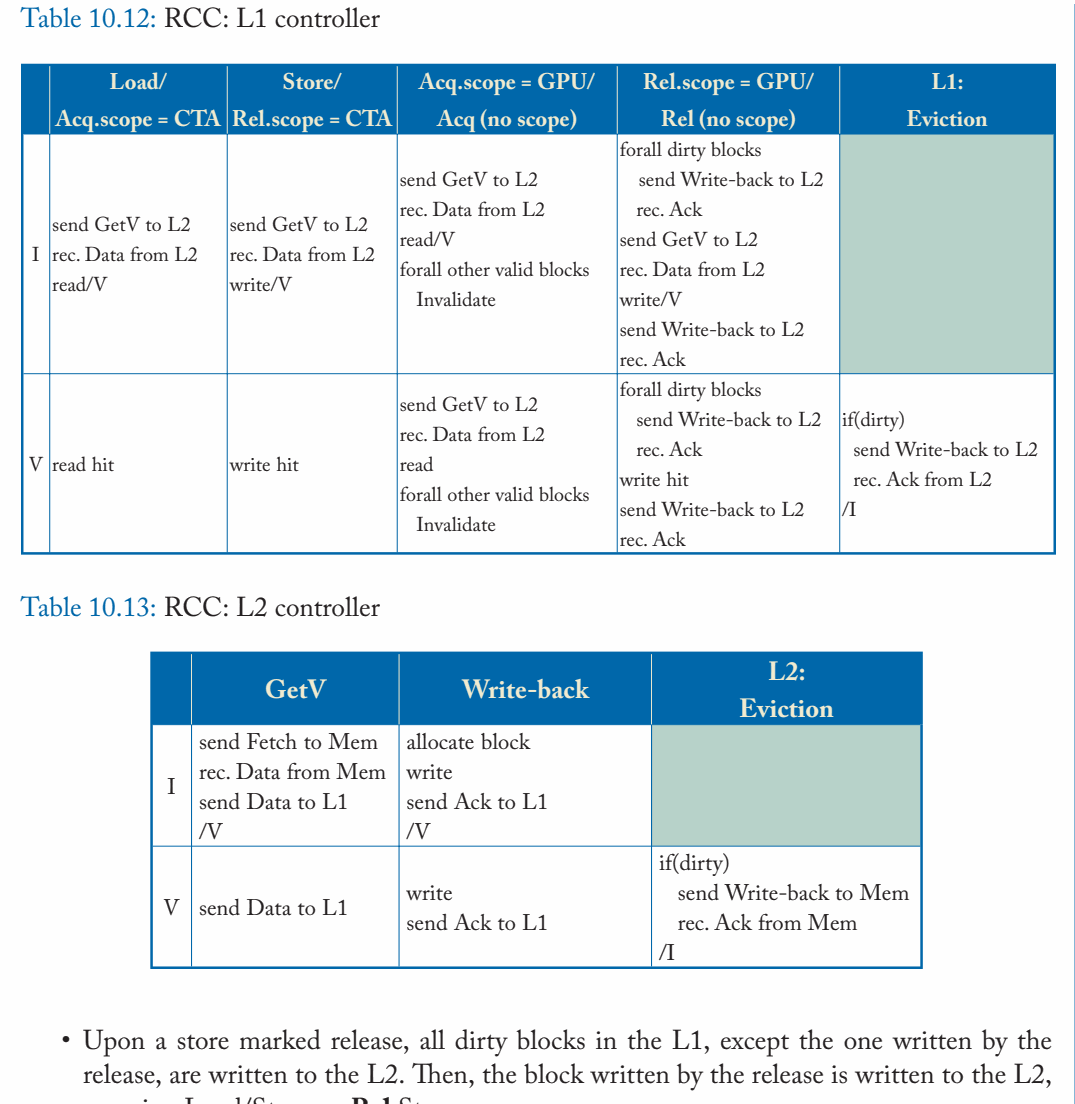 Table 10.12: RCC: L1 controller
Load/
Acq.scope = CTA
Store/
Rel.scope = CTA
Acq.scope = GPU/
Acq (no scope)
Rel.scope = GPU/
Rel (no scope)
L1:
Eviction
I
send GetV to L2
rec. Data from L2
read/V
send GetV to L2
rec. Data from L2
write/V
send GetV to L2
rec. Data from L2
read/V
forall other valid blocks
Invalidate
forall dirty blocks
send Write-back to L2
rec. Ack
send GetV to L2
rec. Data from L2
write/V
send Write-back to L2
rec. Ack
V
read hit
write hit
send GetV to L2
rec. Data from L2
read
forall other valid blocks
Invalidate
forall dirty blocks
send Write-back to L2
rec. Ack
write hit
send Write-back to L2
rec. Ack
if(dirty)
send Write-back to L2
rec. Ack from L2
/I
Table 10.13: RCC: L2 controller
GetV
Write-back
L2:
Eviction
I
send Fetch to Mem
rec. Data from Mem
send Data to L1
/V
allocate block
write
send Ack to L1
/V
V
send Data to L1
write
send Ack to L1
if(dirty)
send Write-back to Mem
rec. Ack from Mem
/I
• Upon a store marked release, all dirty blocks in the L1, except the one written by the
release, are written to the L2. Then, the block written by the release is written to the L2,